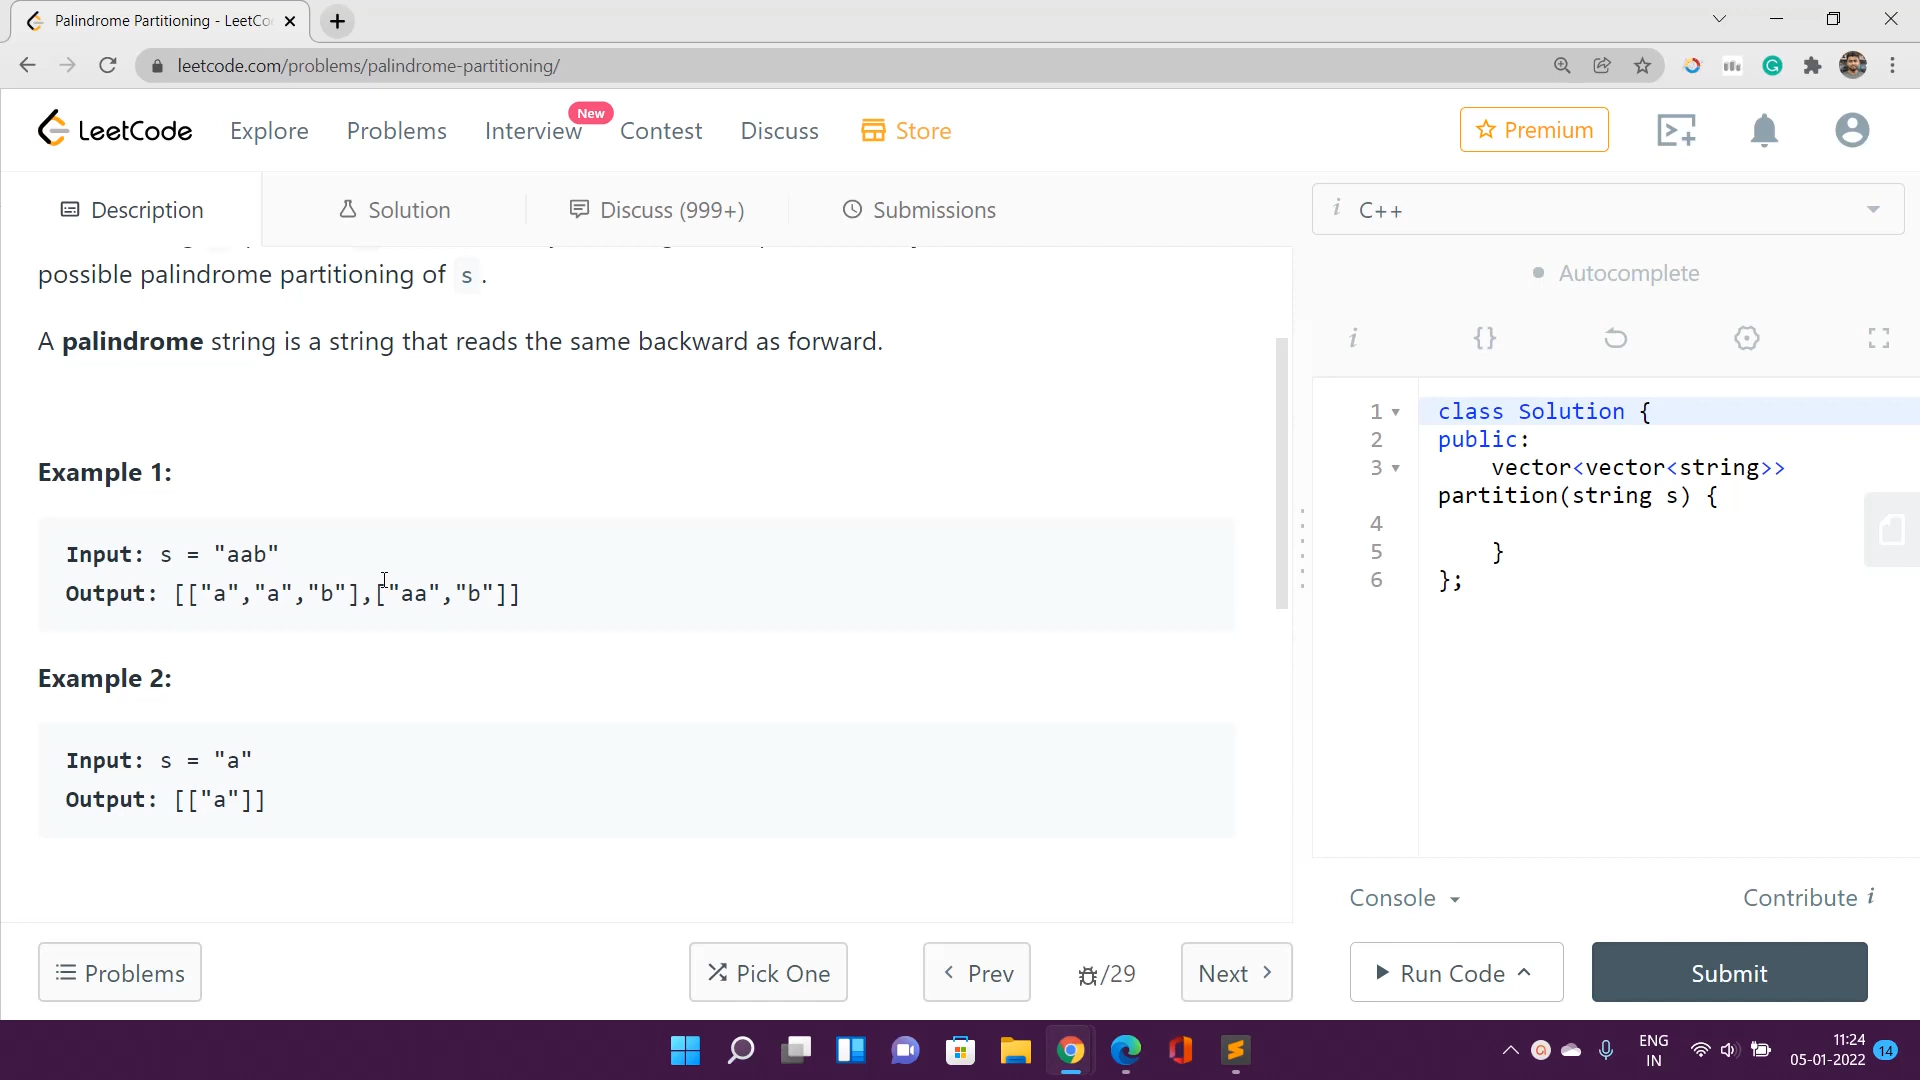 Palindrome Partitioning - LeetCo
leetcode.com/problems/palindrome-partitioning/
LeetCode
Explore
Problems
Interview
New
Contest
Discuss
Store
Premium
Description
Solution
Discuss (999+)
Submissions
i C++
possible palindrome partitioning of s .
A palindrome string is a string that reads the same backward as forward.
Example 1:
Input: s = "aab"
Output: [["a","a","b"],["aa","b"]]
Example 2:
Input: s = "a"
Output: [["a"]]
Autocomplete
i {}
1 class Solution {
2 public:
3 vector<vector<string>>
partition(string s) {
4
5 }
6 };
Console
Contribute i
Problems
Pick One
Prev
/29
Next
Run Code
Submit
ENG
IN
11:24
05-01-2022
14